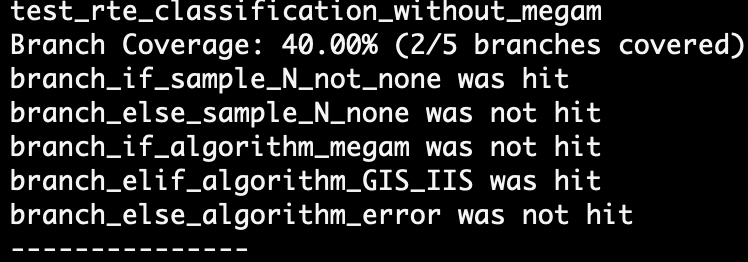 test_rte_classification_without_megam
Branch Coverage: 40.00% (2/5 branches covered)
branch_if_sample_N_not_none was hit
branch_else_sample_N_none was not hit
branch_if_algorithm_megam was not hit
branch_elif_algorithm_GIS_IIS was hit
branch_else_algorithm_error was not hit
---------------